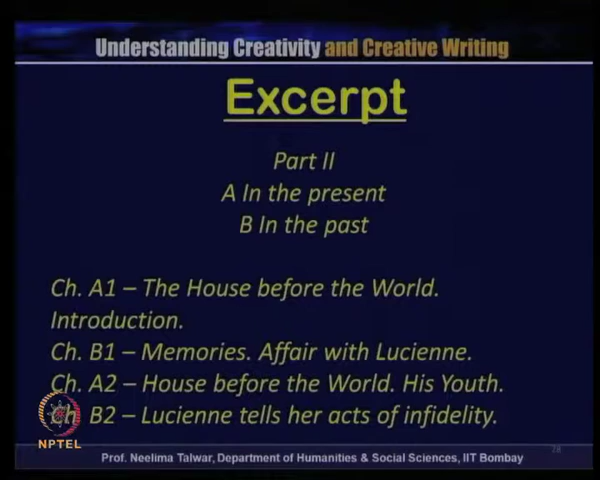 Understanding Creativity and Creative Writing
Excerpt
Part II
A In the present
B In the past
Ch. A1 – The House before the World.
Introduction.
Ch. B1 – Memories. Affair with Lucienne.
Ch. A2 – House before the World. His Youth.
Ch B2 – Lucienne tells her acts of infidelity.
NPTEL
78
Prof. Neelima Talwar, Department of Humanities & Social Sciences, IIT Bombay